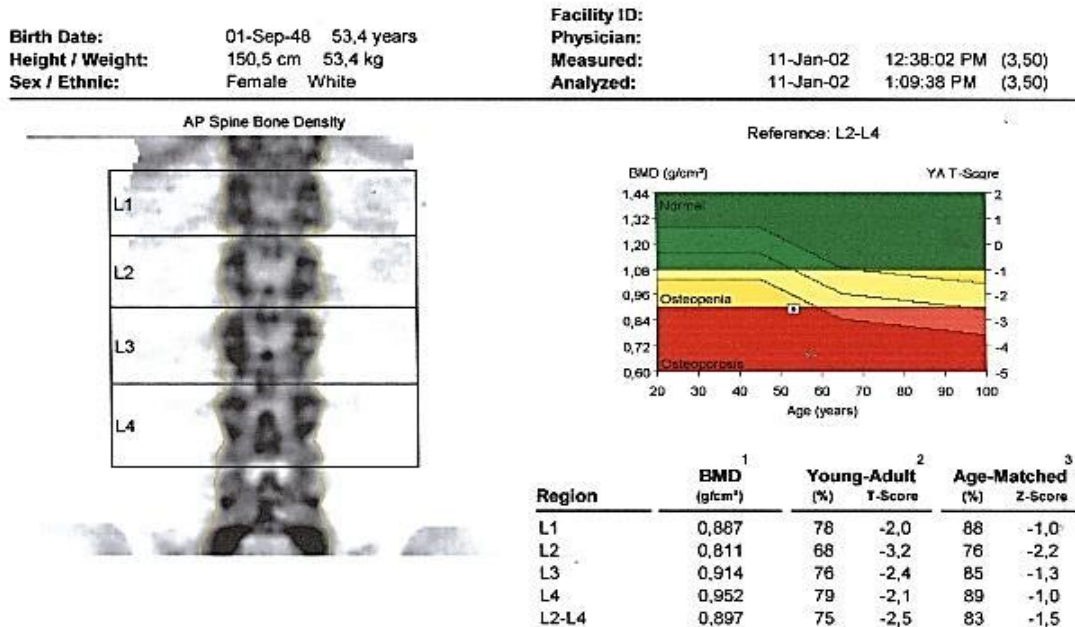 Facility ID:
Birth Date: 01-Sep-48 53,4 years
Physician:
Height / Weight: 150,5 cm 53,4 kg
Measured: 11-Jan-02 12:38:02 PM (3,50)
Sex / Ethnic: Female White
Analyzed: 11-Jan-02 1:09:38 PM (3,50)
AP Spine Bone Density
L1
L2
L3
L4
Reference: L2-L4
BMD (g/cm²) YA T-Score
1,44 2
Normal
1,32 1
1,20 0
1,08 -1
0,96 -2
Osteopenia
0,84 -3
0,72 -4
Osteoporosis
0,60 -5
20 30 40 50 60 70 80 90 100
Age (years)
1 2 3
BMD Young-Adult Age-Matched
Region (g/cm²) (%) T-Score (%) Z-Score
L1 0,887 78 -2,0 88 -1,0
L2 0,811 68 -3,2 76 -2,2
L3 0,914 76 -2,4 85 -1,3
L4 0,952 79 -2,1 89 -1,0
L2-L4 0,897 75 -2,5 83 -1,5